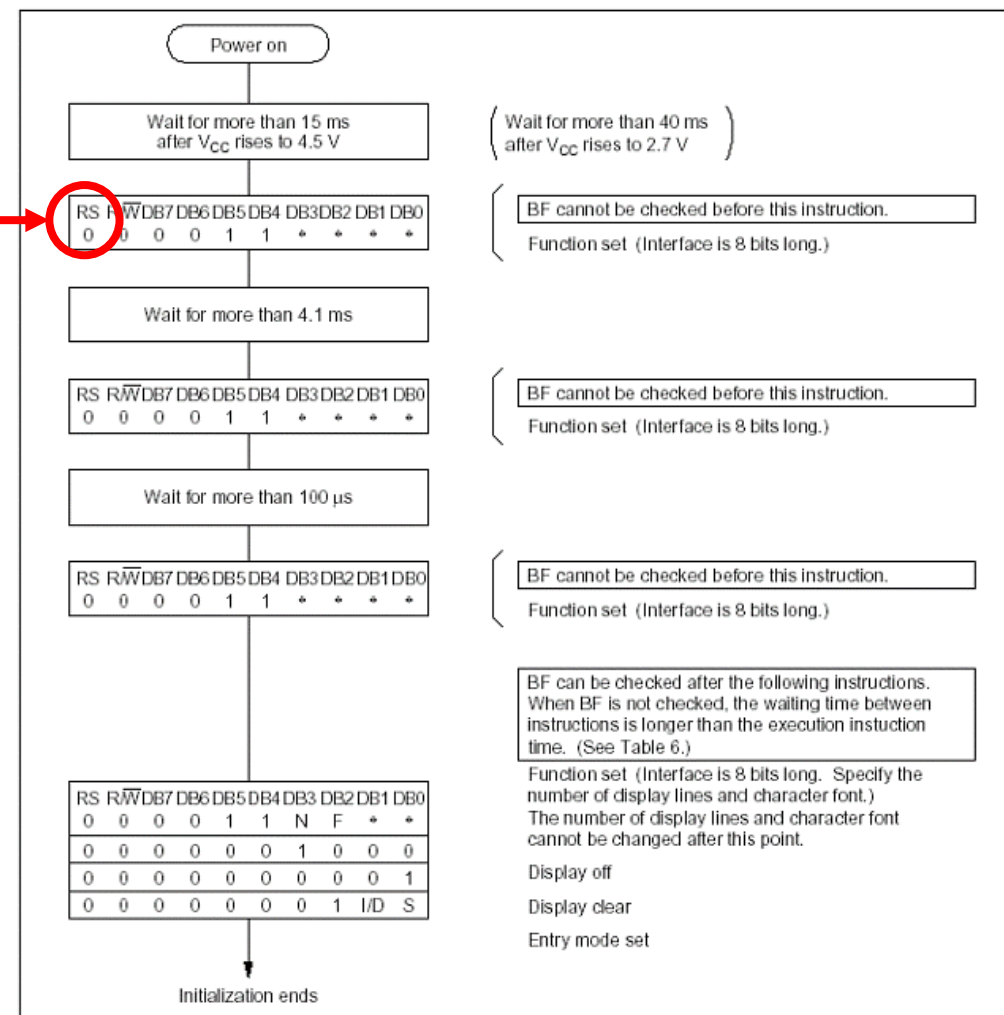 Power on
Wait for more than 15 ms
after VCC rises to 4.5 V
Wait for more than 40 ms
after VCC rises to 2.7 V
RS R/W DB7 DB6 DB5 DB4 DB3 DB2 DB1 DB0
0 0 0 0 1 1 * * * *
BF cannot be checked before this instruction.
Function set (Interface is 8 bits long.)
Wait for more than 4.1 ms
RS R/W DB7 DB6 DB5 DB4 DB3 DB2 DB1 DB0
0 0 0 0 1 1 * * * *
BF cannot be checked before this instruction.
Function set (Interface is 8 bits long.)
Wait for more than 100 µs
RS R/W DB7 DB6 DB5 DB4 DB3 DB2 DB1 DB0
0 0 0 0 1 1 * * * *
BF cannot be checked before this instruction.
Function set (Interface is 8 bits long.)
BF can be checked after the following instructions.
When BF is not checked, the waiting time between
instructions is longer than the execution instuction
time. (See Table 6.)
RS R/W DB7 DB6 DB5 DB4 DB3 DB2 DB1 DB0
0 0 0 0 1 1 N F * *
0 0 0 0 0 0 1 0 0 0
0 0 0 0 0 0 0 0 0 1
0 0 0 0 0 0 0 1 I/D S
Function set (Interface is 8 bits long. Specify the
number of display lines and character font.)
The number of display lines and character font
cannot be changed after this point.
Display off
Display clear
Entry mode set
Initialization ends